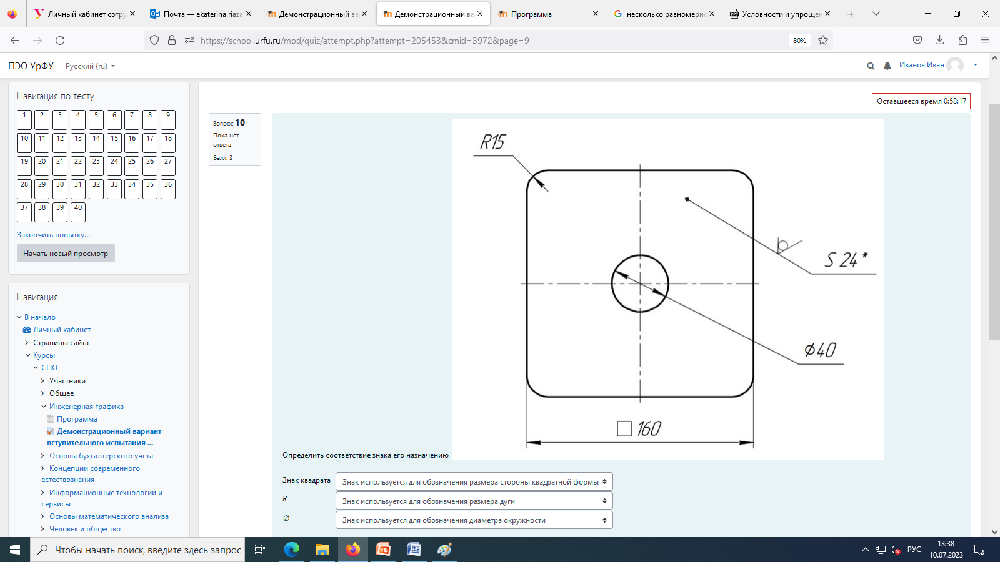 Личный кабинет сотру
Почта — ekaterina.riaza
Демонстрационный ва
Демонстрационный ва
Программа
несколько равномерно
Условности и упрощен
https://school.urfu.ru/mod/quiz/attempt.php?attempt=205453&cmid=3972&page=9
80%
ПЭО УрФУ
Русский (ru)
Иванов Иван
Навигация по тесту
1 2 3 4 5 6 7 8 9
10 11 12 13 14 15 16 17 18
19 20 21 22 23 24 25 26 27
28 29 30 31 32 33 34 35 36
37 38 39 40
Закончить попытку...
Начать новый просмотр
Навигация
В начало
Личный кабинет
Страницы сайта
Курсы
СПО
Участники
Общее
Инженерная графика
Программа
Демонстрационный вариант
вступительного испытания ...
Основы бухгалтерского учета
Концепции современного
естествознания
Информационные технологии и
сервисы
Основы математического анализа
Человек и общество
Оставшееся время 0:58:17
Вопрос 10
Пока нет
ответа
Балл: 3
R15
S 24*
⌀40
□ 160
Определить соответствие знака его назначению
Знак квадрата
Знак используется для обозначения размера стороны квадратной формы
R
Знак используется для обозначения размера дуги
∅
Знак используется для обозначения диаметра окружности
Чтобы начать поиск, введите здесь запрос
РУС
13:38
10.07.2023